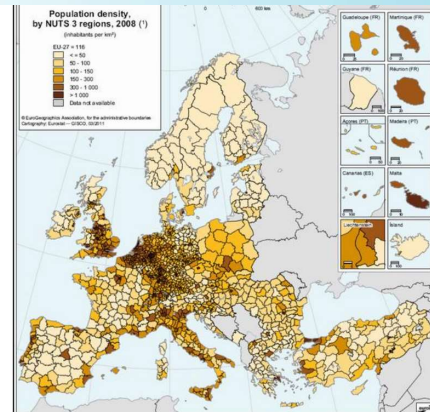 Population density,
by NUTS 3 regions, 2008 (¹)
(inhabitants per km²)
EU-27 = 116
<= 50
50 - 100
100 - 150
150 - 300
300 - 1 000
> 1 000
Data not available
© EuroGeographics Association, for the administrative boundaries
Cartography: Eurostat — GISCO, 03/2011
600 km
Guadeloupe (FR)
Martinique (FR)
Guyane (FR)
Réunion (FR)
Açores (PT)
Madeira (PT)
Canarias (ES)
Malta
Liechtenstein
Ísland